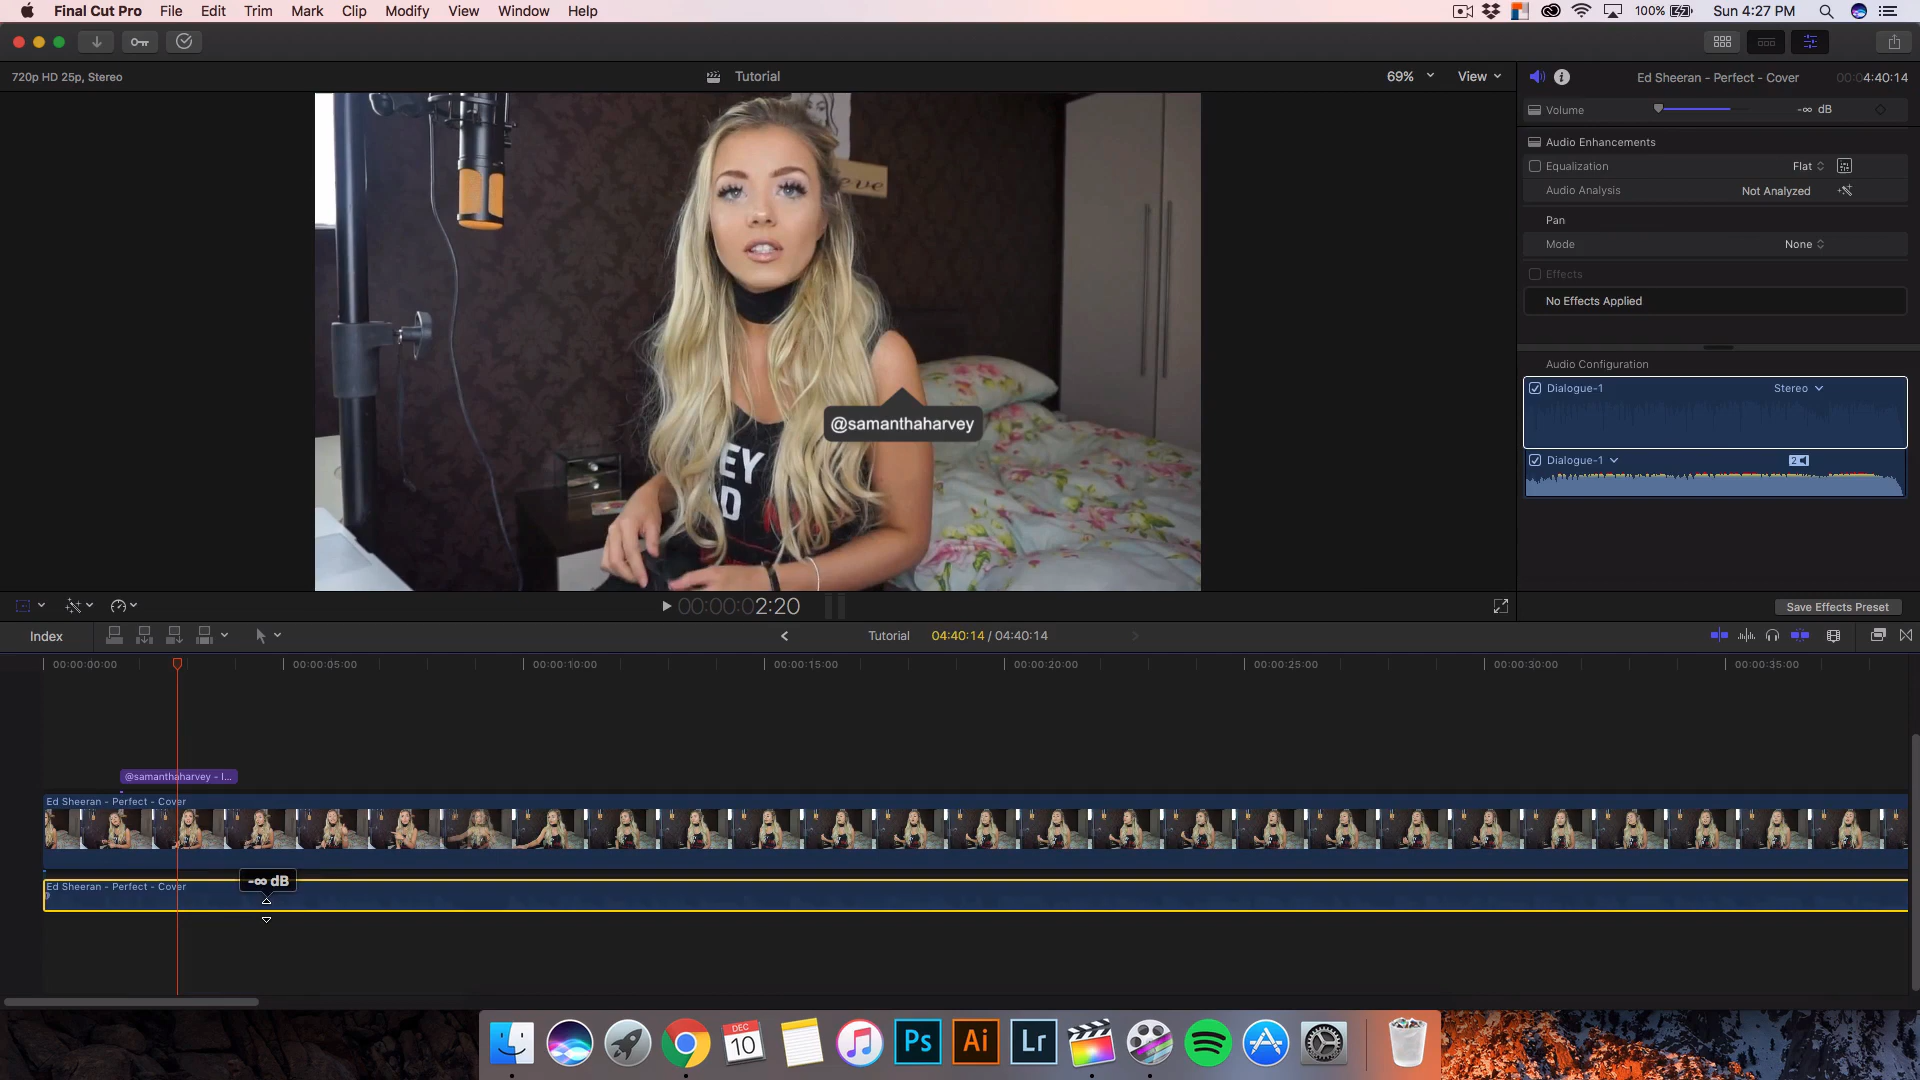 Final Cut Pro File Edit Trim Mark Clip Modify View Window Help 100% Sun 4:27 PM
720p HD 25p, Stereo Tutorial 69% View Ed Sheeran - Perfect - Cover 00:04:40:14
Volume -∞ dB
Audio Enhancements
Equalization Flat
Audio Analysis Not Analyzed
Pan
Mode None
Effects
No Effects Applied
Audio Configuration
Dialogue-1 Stereo
Dialogue-1 2
eve
@samanthaharvey
EY
D
00:00:02:20 Save Effects Preset
Index Tutorial 04:40:14 / 04:40:14
00:00:00:00 00:00:05:00 00:00:10:00 00:00:15:00 00:00:20:00 00:00:25:00 00:00:30:00 00:00:35:00
@samanthaharvey - I...
Ed Sheeran - Perfect - Cover
-∞ dB
Ed Sheeran - Perfect - Cover
DEC
10
Ps Ai Lr